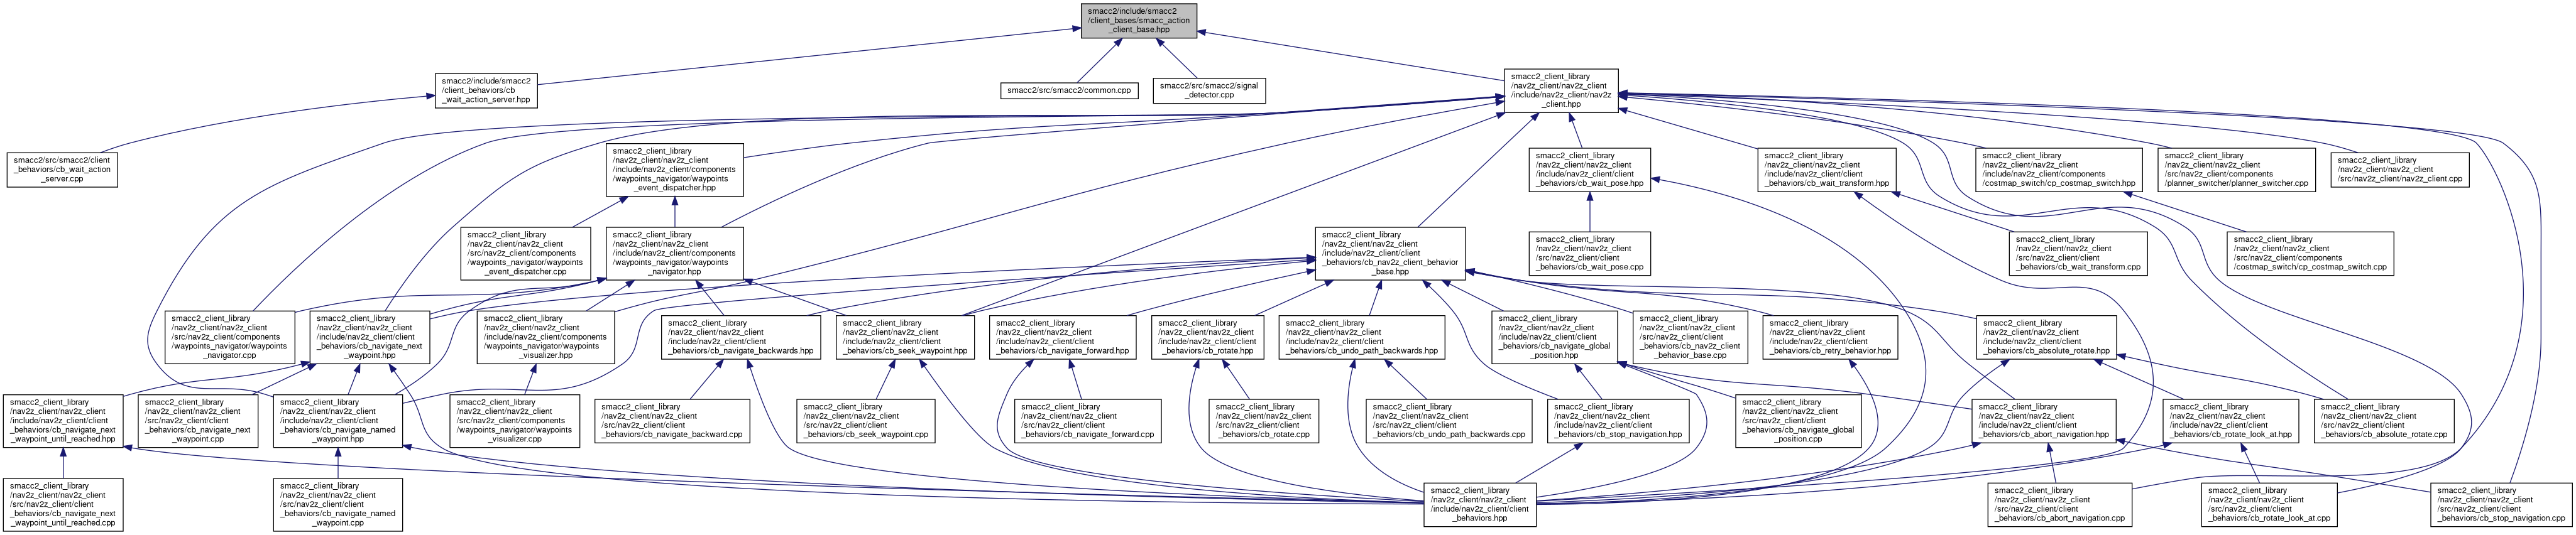 smacc2/include/smacc2
/client_bases/smacc_action
_client_base.hpp
smacc2/include/smacc2
/client_behaviors/cb
_wait_action_server.hpp
smacc2/src/smacc2/common.cpp
smacc2/src/smacc2/signal
_detector.cpp
smacc2_client_library
/nav2z_client/nav2z_client
/include/nav2z_client/nav2z
_client.hpp
smacc2/src/smacc2/client
_behaviors/cb_wait_action
_server.cpp
smacc2_client_library
/nav2z_client/nav2z_client
/include/nav2z_client/components
/waypoints_navigator/waypoints
_event_dispatcher.hpp
smacc2_client_library
/nav2z_client/nav2z_client
/include/nav2z_client/client
_behaviors/cb_wait_pose.hpp
smacc2_client_library
/nav2z_client/nav2z_client
/include/nav2z_client/client
_behaviors/cb_wait_transform.hpp
smacc2_client_library
/nav2z_client/nav2z_client
/include/nav2z_client/components
/costmap_switch/cp_costmap_switch.hpp
smacc2_client_library
/nav2z_client/nav2z_client
/src/nav2z_client/components
/planner_switcher/planner_switcher.cpp
smacc2_client_library
/nav2z_client/nav2z_client
/src/nav2z_client/nav2z_client.cpp
smacc2_client_library
/nav2z_client/nav2z_client
/src/nav2z_client/components
/waypoints_navigator/waypoints
_event_dispatcher.cpp
smacc2_client_library
/nav2z_client/nav2z_client
/include/nav2z_client/components
/waypoints_navigator/waypoints
_navigator.hpp
smacc2_client_library
/nav2z_client/nav2z_client
/include/nav2z_client/client
_behaviors/cb_nav2z_client_behavior
_base.hpp
smacc2_client_library
/nav2z_client/nav2z_client
/src/nav2z_client/client
_behaviors/cb_wait_pose.cpp
smacc2_client_library
/nav2z_client/nav2z_client
/src/nav2z_client/client
_behaviors/cb_wait_transform.cpp
smacc2_client_library
/nav2z_client/nav2z_client
/src/nav2z_client/components
/costmap_switch/cp_costmap_switch.cpp
smacc2_client_library
/nav2z_client/nav2z_client
/src/nav2z_client/components
/waypoints_navigator/waypoints
_navigator.cpp
smacc2_client_library
/nav2z_client/nav2z_client
/include/nav2z_client/client
_behaviors/cb_navigate_next
_waypoint.hpp
smacc2_client_library
/nav2z_client/nav2z_client
/include/nav2z_client/components
/waypoints_navigator/waypoints
_visualizer.hpp
smacc2_client_library
/nav2z_client/nav2z_client
/include/nav2z_client/client
_behaviors/cb_navigate_backwards.hpp
smacc2_client_library
/nav2z_client/nav2z_client
/include/nav2z_client/client
_behaviors/cb_seek_waypoint.hpp
smacc2_client_library
/nav2z_client/nav2z_client
/include/nav2z_client/client
_behaviors/cb_navigate_forward.hpp
smacc2_client_library
/nav2z_client/nav2z_client
/include/nav2z_client/client
_behaviors/cb_rotate.hpp
smacc2_client_library
/nav2z_client/nav2z_client
/include/nav2z_client/client
_behaviors/cb_undo_path_backwards.hpp
smacc2_client_library
/nav2z_client/nav2z_client
/include/nav2z_client/client
_behaviors/cb_navigate_global
_position.hpp
smacc2_client_library
/nav2z_client/nav2z_client
/src/nav2z_client/client
_behaviors/cb_nav2z_client
_behavior_base.cpp
smacc2_client_library
/nav2z_client/nav2z_client
/include/nav2z_client/client
_behaviors/cb_retry_behavior.hpp
smacc2_client_library
/nav2z_client/nav2z_client
/include/nav2z_client/client
_behaviors/cb_absolute_rotate.hpp
smacc2_client_library
/nav2z_client/nav2z_client
/include/nav2z_client/client
_behaviors/cb_navigate_next
_waypoint_until_reached.hpp
smacc2_client_library
/nav2z_client/nav2z_client
/src/nav2z_client/client
_behaviors/cb_navigate_next
_waypoint.cpp
smacc2_client_library
/nav2z_client/nav2z_client
/include/nav2z_client/client
_behaviors/cb_navigate_named
_waypoint.hpp
smacc2_client_library
/nav2z_client/nav2z_client
/src/nav2z_client/components
/waypoints_navigator/waypoints
_visualizer.cpp
smacc2_client_library
/nav2z_client/nav2z_client
/src/nav2z_client/client
_behaviors/cb_navigate_backward.cpp
smacc2_client_library
/nav2z_client/nav2z_client
/src/nav2z_client/client
_behaviors/cb_seek_waypoint.cpp
smacc2_client_library
/nav2z_client/nav2z_client
/src/nav2z_client/client
_behaviors/cb_navigate_forward.cpp
smacc2_client_library
/nav2z_client/nav2z_client
/src/nav2z_client/client
_behaviors/cb_rotate.cpp
smacc2_client_library
/nav2z_client/nav2z_client
/src/nav2z_client/client
_behaviors/cb_undo_path_backwards.cpp
smacc2_client_library
/nav2z_client/nav2z_client
/include/nav2z_client/client
_behaviors/cb_stop_navigation.hpp
smacc2_client_library
/nav2z_client/nav2z_client
/src/nav2z_client/client
_behaviors/cb_navigate_global
_position.cpp
smacc2_client_library
/nav2z_client/nav2z_client
/include/nav2z_client/client
_behaviors/cb_abort_navigation.hpp
smacc2_client_library
/nav2z_client/nav2z_client
/include/nav2z_client/client
_behaviors/cb_rotate_look_at.hpp
smacc2_client_library
/nav2z_client/nav2z_client
/src/nav2z_client/client
_behaviors/cb_absolute_rotate.cpp
smacc2_client_library
/nav2z_client/nav2z_client
/src/nav2z_client/client
_behaviors/cb_navigate_next
_waypoint_until_reached.cpp
smacc2_client_library
/nav2z_client/nav2z_client
/src/nav2z_client/client
_behaviors/cb_navigate_named
_waypoint.cpp
smacc2_client_library
/nav2z_client/nav2z_client
/include/nav2z_client/client
_behaviors.hpp
smacc2_client_library
/nav2z_client/nav2z_client
/src/nav2z_client/client
_behaviors/cb_abort_navigation.cpp
smacc2_client_library
/nav2z_client/nav2z_client
/src/nav2z_client/client
_behaviors/cb_rotate_look_at.cpp
smacc2_client_library
/nav2z_client/nav2z_client
/src/nav2z_client/client
_behaviors/cb_stop_navigation.cpp